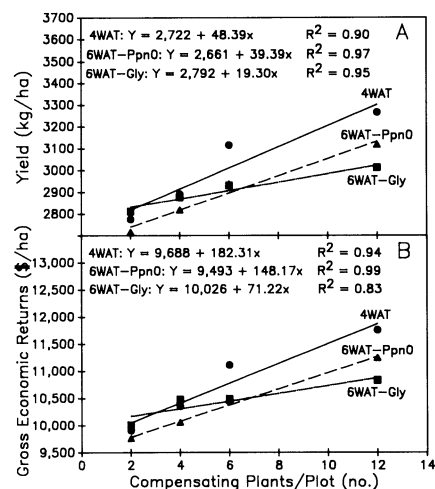 3700
3600
3500
3400
3300
3200
3100
3000
2900
2800
Yield (kg/ha)
A
4WAT: Y = 2,722 + 48.39x R² = 0.90
6WAT-Ppn0: Y = 2,661 + 39.39x R² = 0.97
6WAT-Gly: Y = 2,792 + 19.30x R² = 0.95
4WAT
6WAT-Ppn0
6WAT-Gly
B
4WAT: Y = 9,688 + 182.31x R² = 0.94
6WAT-Ppn0: Y = 9,493 + 148.17x R² = 0.99
6WAT-Gly: Y = 10,026 + 71.22x R² = 0.83
4WAT
6WAT-Ppn0
6WAT-Gly
Gross Economic Returns ($/ha)
13,000
12,500
12,000
11,500
11,000
10,500
10,000
9,500
0 2 4 6 8 10 12 14
Compensating Plants/Plot (no.)